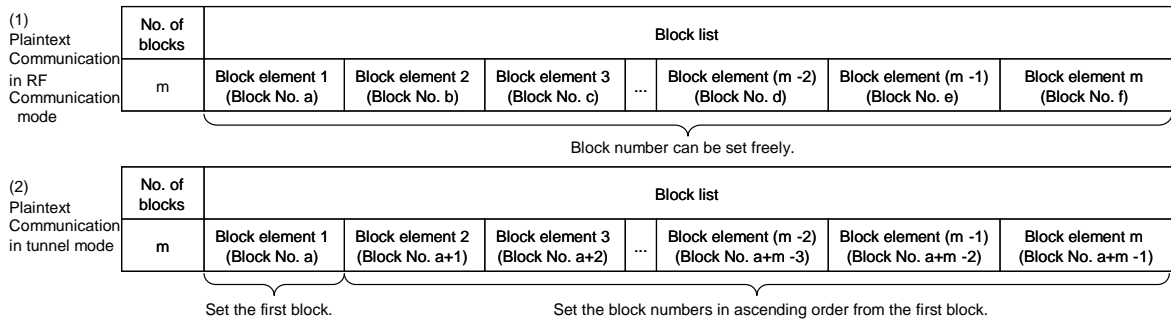 (1)
Plaintext
Communication
in RF
Communication
mode
No. of
blocks
Block list
m
Block element 1
(Block No. a)
Block element 2
(Block No. b)
Block element 3
(Block No. c)
...
Block element (m -2)
(Block No. d)
Block element (m -1)
(Block No. e)
Block element m
(Block No. f)
Block number can be set freely.
(2)
Plaintext
Communication
in tunnel mode
No. of
blocks
Block list
m
Block element 1
(Block No. a)
Block element 2
(Block No. a+1)
Block element 3
(Block No. a+2)
...
Block element (m -2)
(Block No. a+m -3)
Block element (m -1)
(Block No. a+m -2)
Block element m
(Block No. a+m -1)
Set the first block.
Set the block numbers in ascending order from the first block.